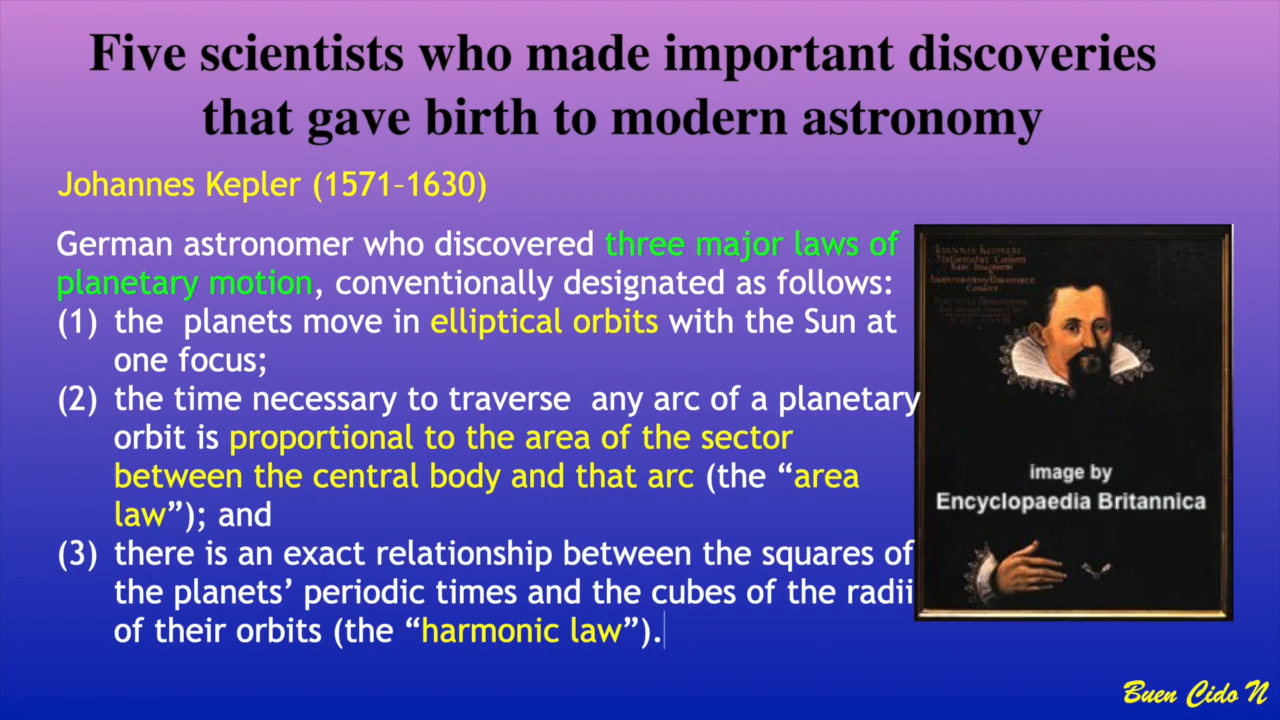 Five scientists who made important discoveries
that gave birth to modern astronomy
Johannes Kepler (1571–1630)
German astronomer who discovered three major laws of
planetary motion, conventionally designated as follows:
(1) the planets move in elliptical orbits with the Sun at
one focus;
(2) the time necessary to traverse any arc of a planetary
orbit is proportional to the area of the sector
between the central body and that arc (the “area
law”); and
(3) there is an exact relationship between the squares of
the planets’ periodic times and the cubes of the radii
of their orbits (the “harmonic law”).
image by
Encyclopaedia Britannica
Buen Cido N